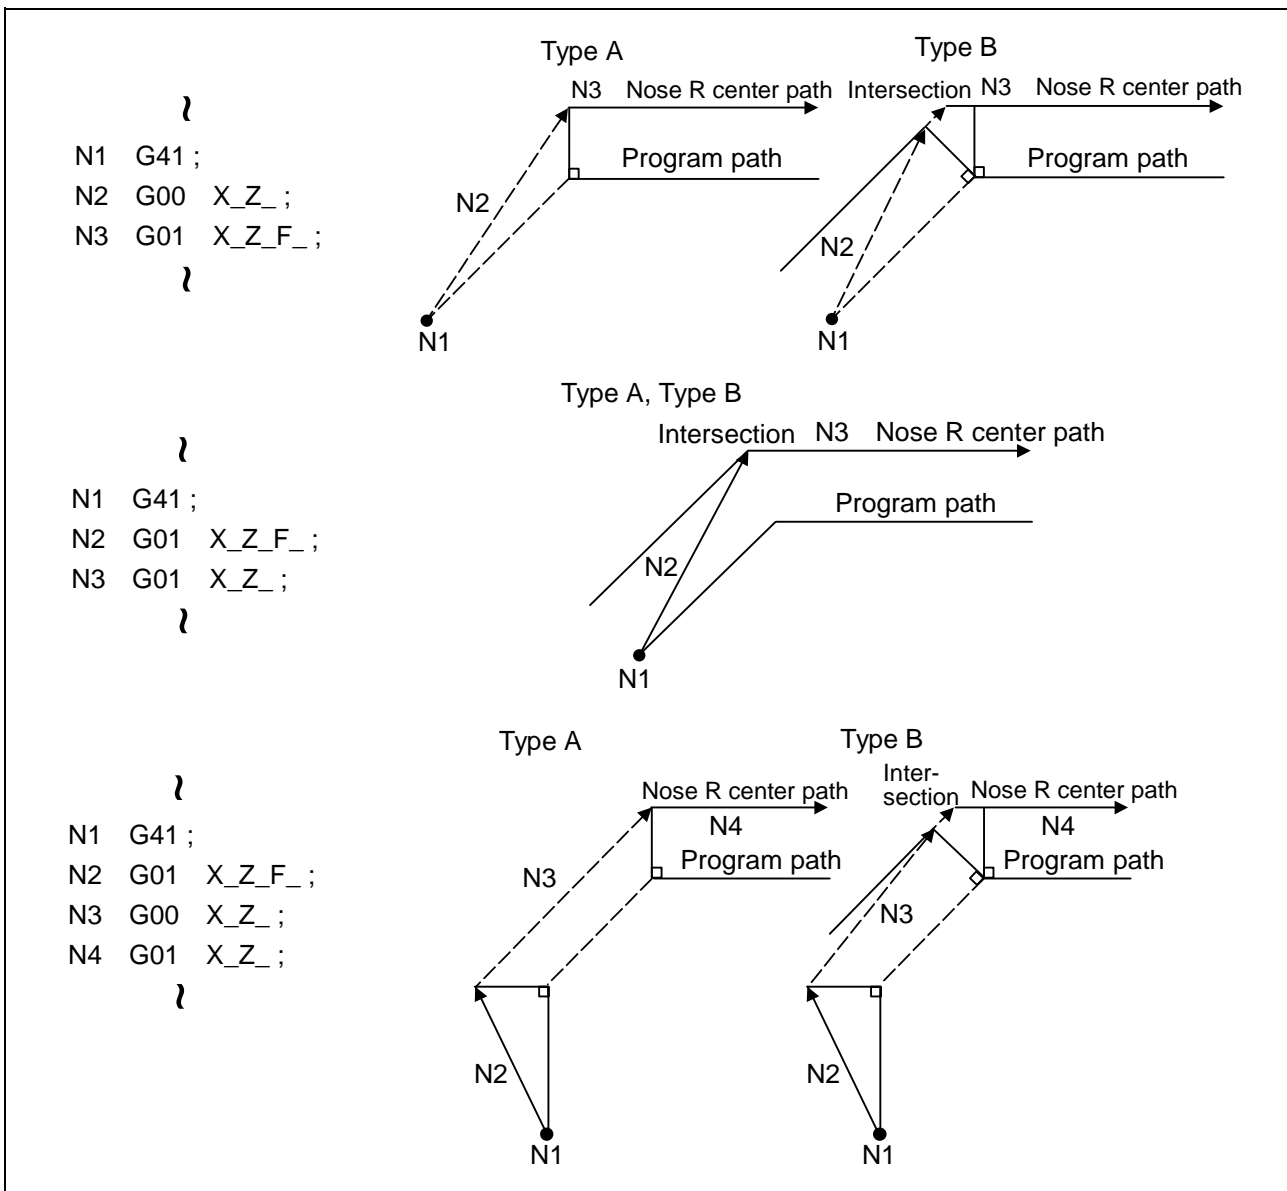 Type A
N3 Nose R center path
Program path
N2
N1
Type B
Intersection N3 Nose R center path
Program path
N2
N1
N1 G41 ;
N2 G00 X_Z_ ;
N3 G01 X_Z_F_ ;
Type A, Type B
Intersection N3 Nose R center path
Program path
N2
N1
N1 G41 ;
N2 G01 X_Z_F_ ;
N3 G01 X_Z_ ;
Type A
Nose R center path
N4
Program path
N3
N2
N1
Type B
Inter-
section
Nose R center path
N4
Program path
N3
N2
N1
N1 G41 ;
N2 G01 X_Z_F_ ;
N3 G00 X_Z_ ;
N4 G01 X_Z_ ;